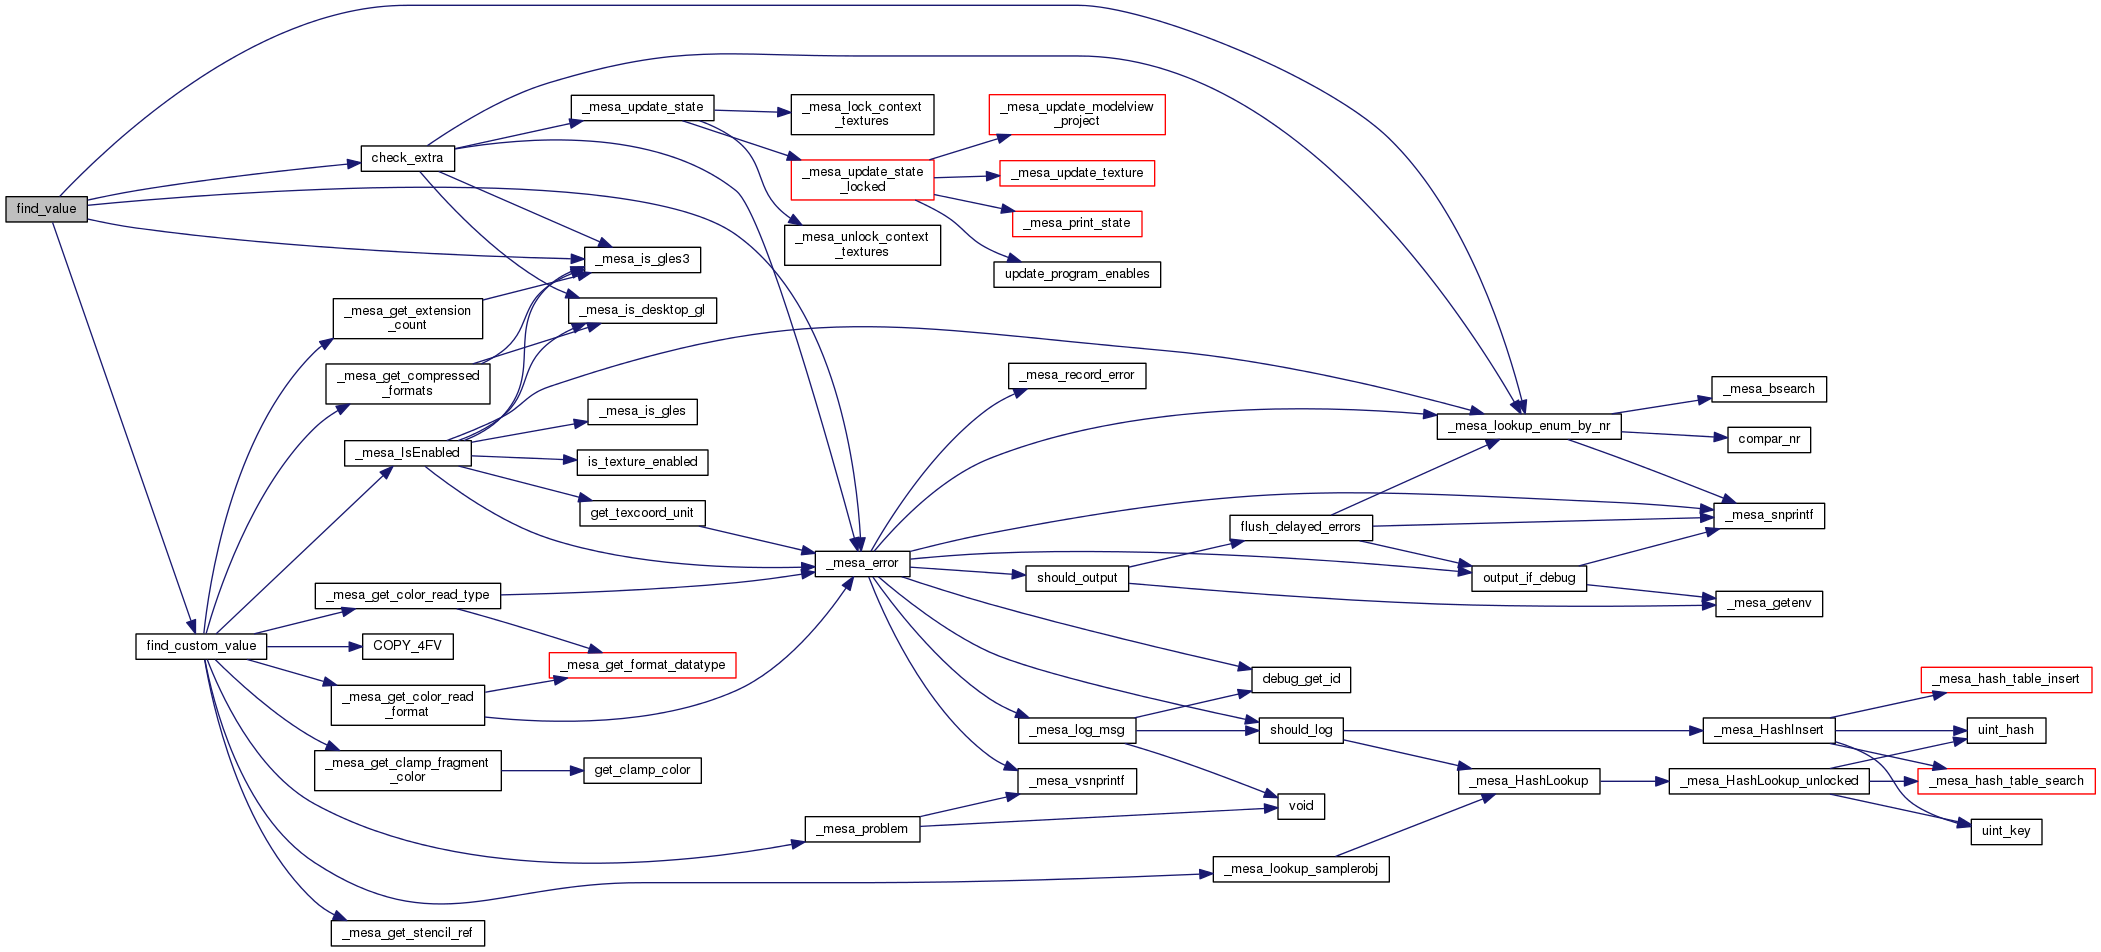 find_value
check_extra
_mesa_update_state
_mesa_lock_context
_textures
_mesa_update_state
_locked
_mesa_unlock_context
_textures
_mesa_update_modelview
_project
_mesa_update_texture
_mesa_print_state
update_program_enables
_mesa_is_gles3
_mesa_is_desktop_gl
_mesa_get_extension
_count
_mesa_get_compressed
_formats
_mesa_IsEnabled
_mesa_is_gles
is_texture_enabled
get_texcoord_unit
_mesa_error
_mesa_record_error
_mesa_lookup_enum_by_nr
_mesa_bsearch
compar_nr
_mesa_snprintf
flush_delayed_errors
should_output
output_if_debug
_mesa_getenv
_mesa_get_color_read_type
find_custom_value
COPY_4FV
_mesa_get_format_datatype
_mesa_get_color_read
_format
debug_get_id
_mesa_log_msg
should_log
_mesa_get_clamp_fragment
_color
get_clamp_color
_mesa_vsnprintf
void
_mesa_problem
_mesa_HashInsert
_mesa_HashLookup
_mesa_HashLookup_unlocked
_mesa_hash_table_insert
uint_hash
_mesa_hash_table_search
uint_key
_mesa_lookup_samplerobj
_mesa_get_stencil_ref